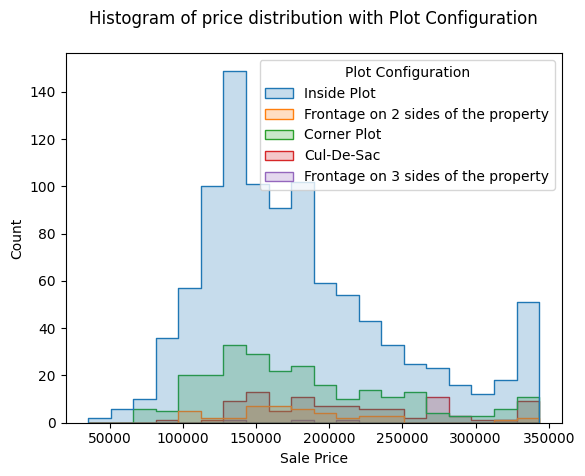 Histogram of price distribution with Plot Configuration
Plot Configuration
Inside Plot
Frontage on 2 sides of the property
Corner Plot
Cul-De-Sac
Frontage on 3 sides of the property
140
120
100
80
60
40
20
0
Count
50000 100000 150000 200000 250000 300000 350000
Sale Price